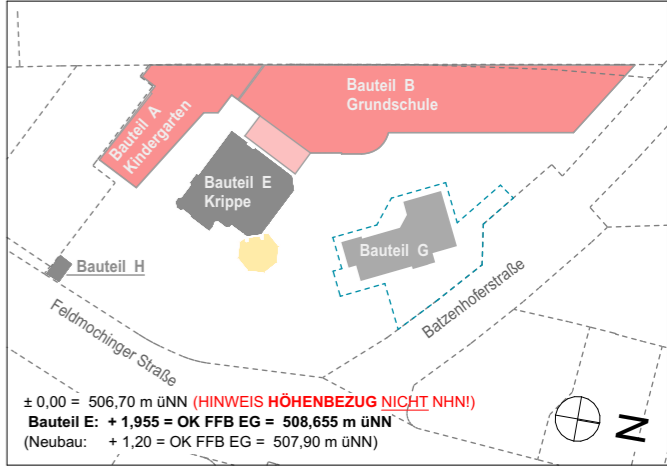 Bauteil B
Grundschule
Bauteil A
Kindergarten
Bauteil E
Krippe
Bauteil G
Bauteil H
Feldmochinger Straße
Batzenhoferstraße
± 0,00 = 506,70 m üNN (HINWEIS HÖHENBEZUG NICHT NHN!)
Bauteil E: + 1,955 = OK FFB EG = 508,655 m üNN
(Neubau: + 1,20 = OK FFB EG = 507,90 m üNN)
N